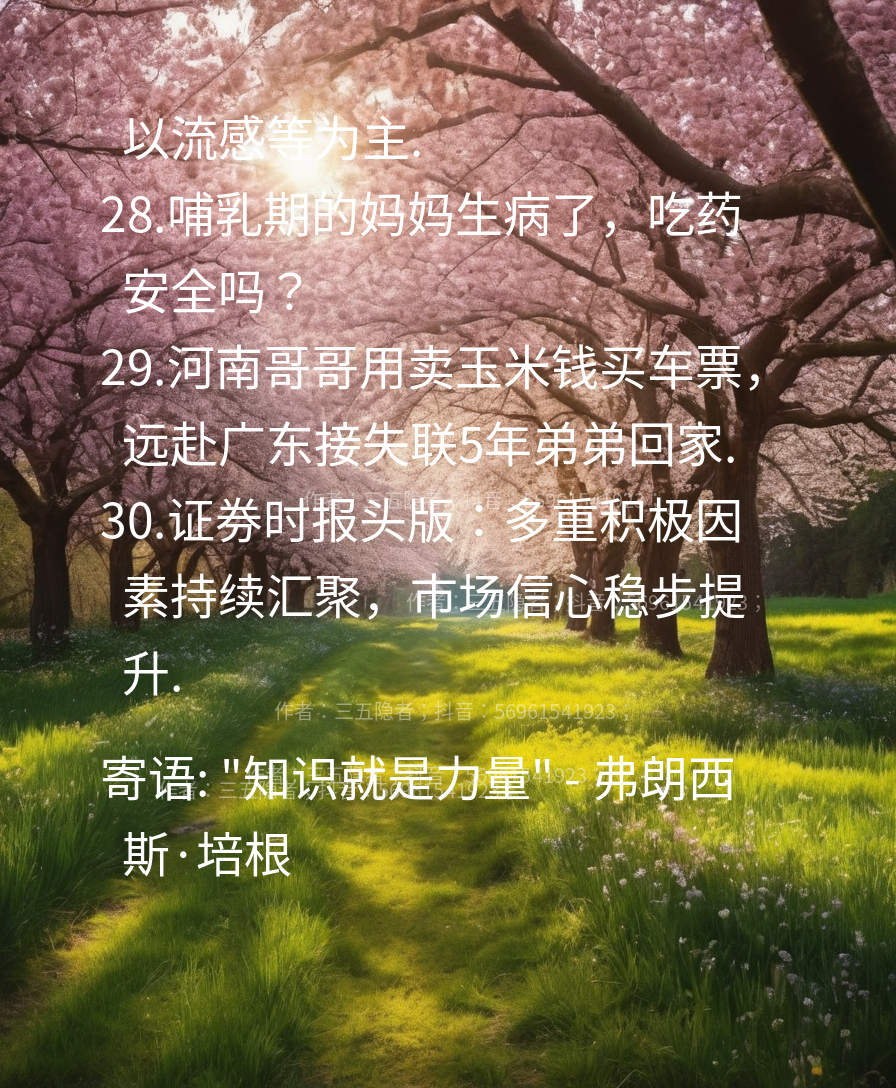 以流感等为主.
28.哺乳期的妈妈生病了，吃药
安全吗？
29.河南哥哥用卖玉米钱买车票，
远赴广东接失联5年弟弟回家.
30.证券时报头版：多重积极因
素持续汇聚，市场信心稳步提
升.
作者：三五隐者；抖音：56961541923；
寄语: "知识就是力量" - 弗朗西
斯·培根